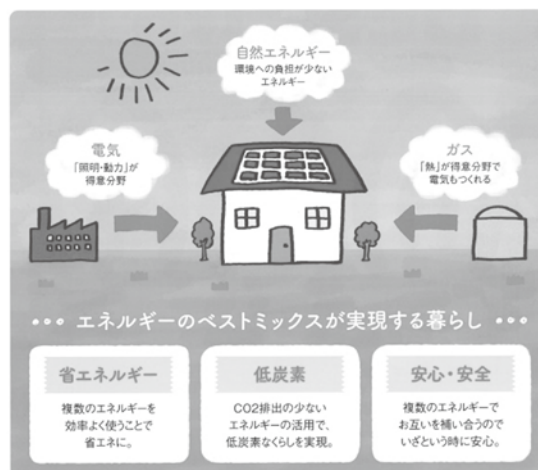 自然エネルギー
環境への負担が少ない
エネルギー
電気
「照明・動力」が
得意分野
ガス
「熱」が得意分野で
電気もつくれる
エネルギーのベストミックスが実現する暮らし
省エネルギー
複数のエネルギーを
効率よく使うことで
省エネに。
低炭素
CO2排出の少ない
エネルギーの活用で、
低炭素なくらしを実現。
安心・安全
複数のエネルギーで
お互いを補い合うので
いざという時に安心。